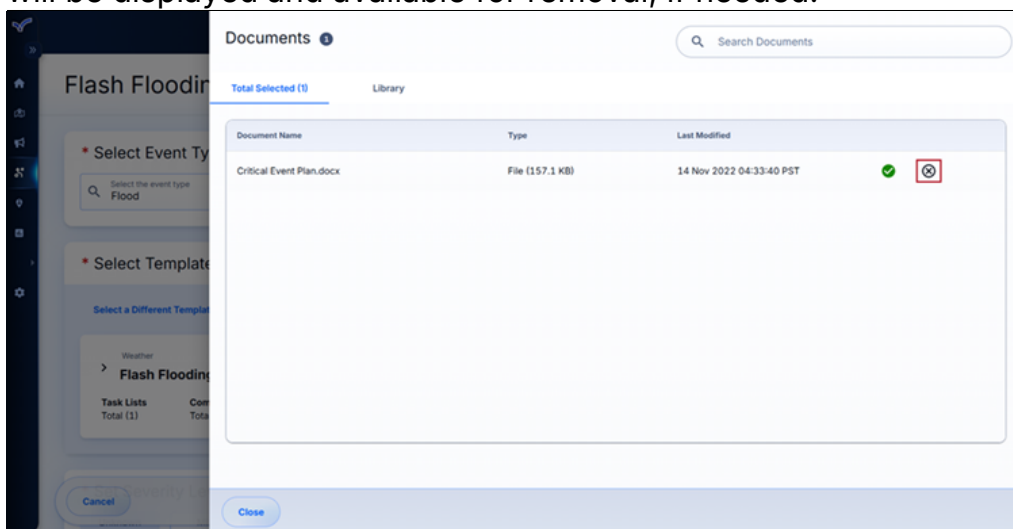 will be displayed and available for removal, if needed.
Documents 1
Search Documents
Flash Floodin
Total Selected (1) Library
Document Name Type Last Modified
* Select Event Ty
Critical Event Plan.docx File (157.1 KB) 14 Nov 2022 04:33:40 PST
Select the event type
Flood
* Select Template
Select a Different Templat
Weather
Flash Flooding
Task Lists Com
Total (1) Tota
Cancel
Close